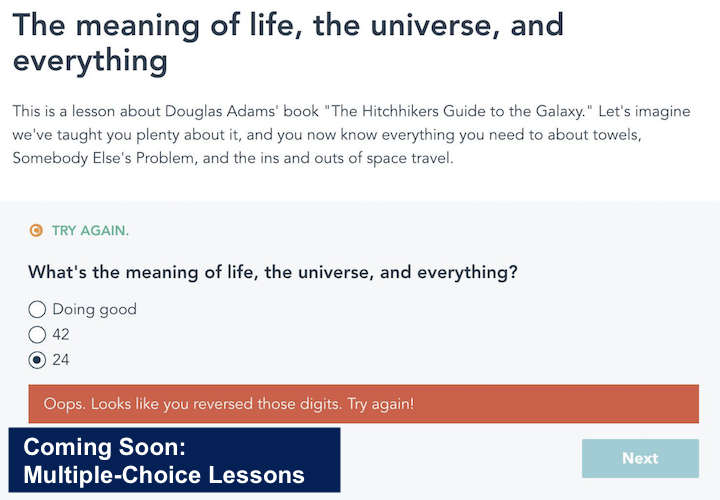 The meaning of life, the universe, and
everything
This is a lesson about Douglas Adams' book "The Hitchhikers Guide to the Galaxy." Let's imagine
we've taught you plenty about it, and you now know everything you need to about towels,
Somebody Else's Problem, and the ins and outs of space travel.
TRY AGAIN.
What's the meaning of life, the universe, and everything?
Doing good
42
24
Oops. Looks like you reversed those digits. Try again!
Coming Soon:
Multiple-Choice Lessons
Next